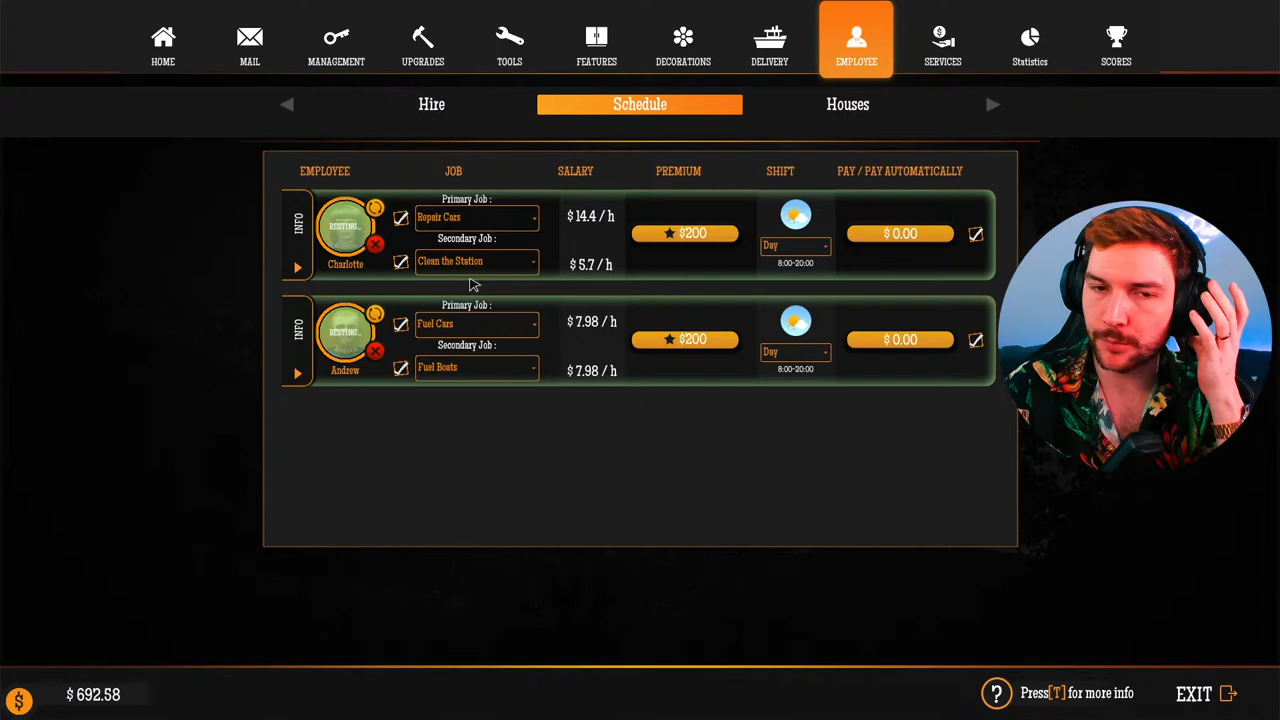 HOME MAIL MANAGEMENT UPGRADES TOOLS FEATURES DECORATIONS DELIVERY EMPLOYEE SERVICES Statistics SCORES
Hire Schedule Houses
EMPLOYEE JOB SALARY PREMIUM SHIFT PAY / PAY AUTOMATICALLY
INFO
RESTING...
Charlotte
Primary Job :
Repair Cars
Secondary Job :
Clean the Station
$ 14.4 / h
$ 5.7 / h
$200
Day
8:00-20:00
$ 0.00
INFO
RESTING...
Andrew
Primary Job :
Fuel Cars
Secondary Job :
Fuel Boats
$ 7.98 / h
$ 7.98 / h
$200
Day
8:00-20:00
$ 0.00
$ $ 692.58
? Press[T] for more info EXIT